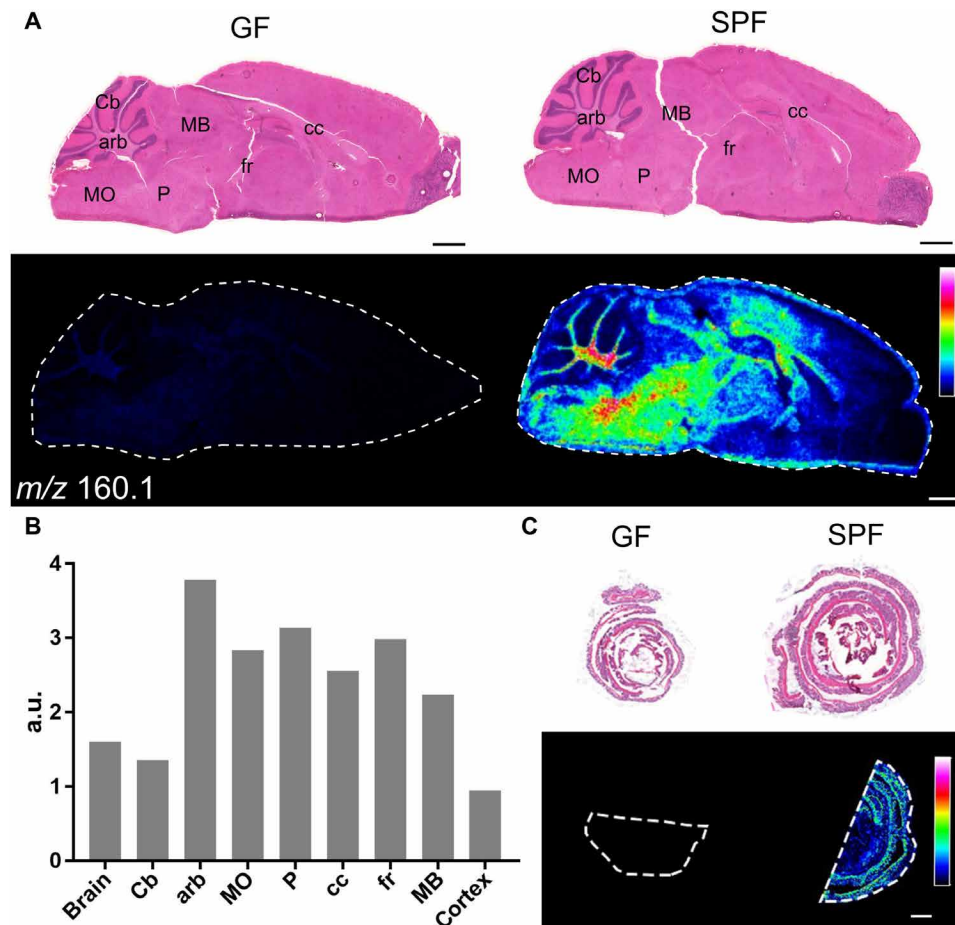 A
GF
SPF
Cb
arb
MB
cc
fr
MO
P
Cb
arb
MB
cc
fr
MO
P
m/z 160.1
B
C
GF
SPF
4
3
2
1
0
a.u.
Brain
Cb
arb
MO
P
cc
fr
MB
Cortex